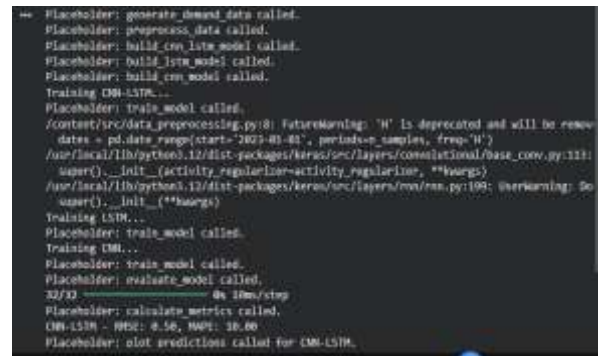 Placeholder: generate_demand_data called.
Placeholder: preprocess_data called.
Placeholder: build_cnn_lstm_model called.
Placeholder: build_lstm_model called.
Placeholder: build_cnn_model called.
Training CNN-LSTM...
Placeholder: train_model called.
/content/src/data_preprocessing.py:8: FutureWarning: 'H' is deprecated and will be remov
dates = pd.date_range(start='2023-01-01', periods=n_samples, freq='H')
/usr/local/lib/python3.12/dist-packages/keras/src/layers/convolutional/base_conv.py:113:
super().__init__(activity_regularizer=activity_regularizer, **kwargs)
/usr/local/lib/python3.12/dist-packages/keras/src/layers/rnn/rnn.py:199: UserWarning: Do
super().__init__(**kwargs)
Training LSTM...
Placeholder: train_model called.
Training CNN...
Placeholder: train_model called.
Placeholder: evaluate_model called.
32/32 0s 10ms/step
Placeholder: calculate_metrics called.
CNN-LSTM - RMSE: 0.50, MAPE: 10.00
Placeholder: plot predictions called for CNN-LSTM.